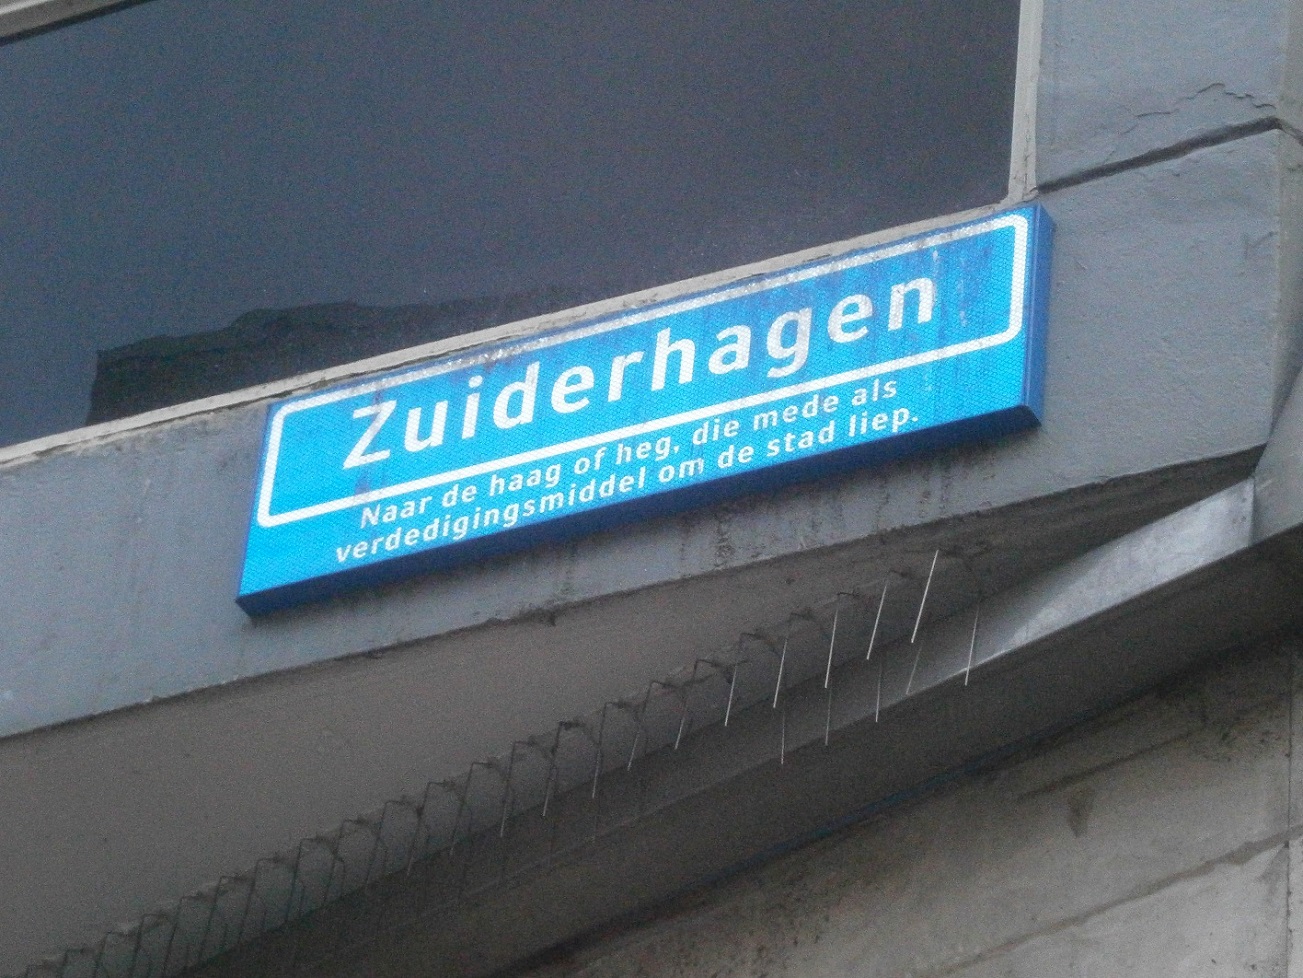 Zuiderhagen
Naar de haag of heg, die mede als
verdedigingsmiddel om de stad liep.